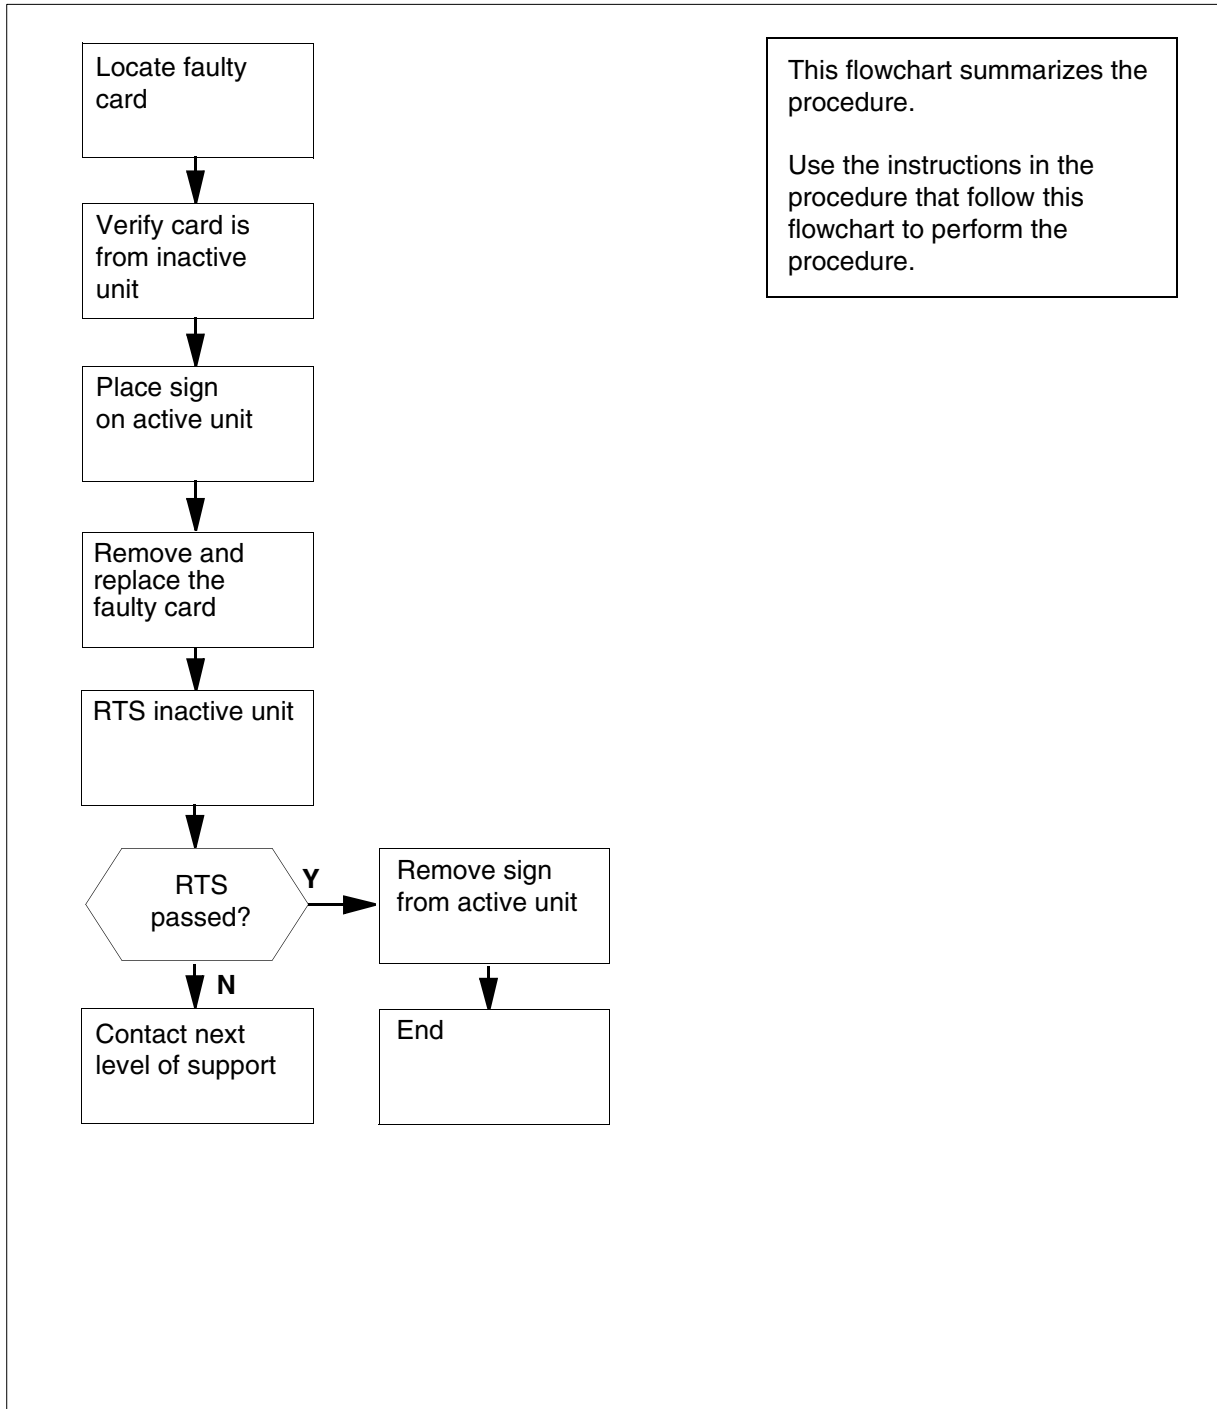 Locate faulty
card
Verify card is
from inactive
unit
Place sign
on active unit
Remove and
replace the
faulty card
RTS inactive unit
RTS
passed?
Y
N
Remove sign
from active unit
Contact next
level of support
End
This flowchart summarizes the
procedure.
Use the instructions in the
procedure that follow this
flowchart to perform the
procedure.